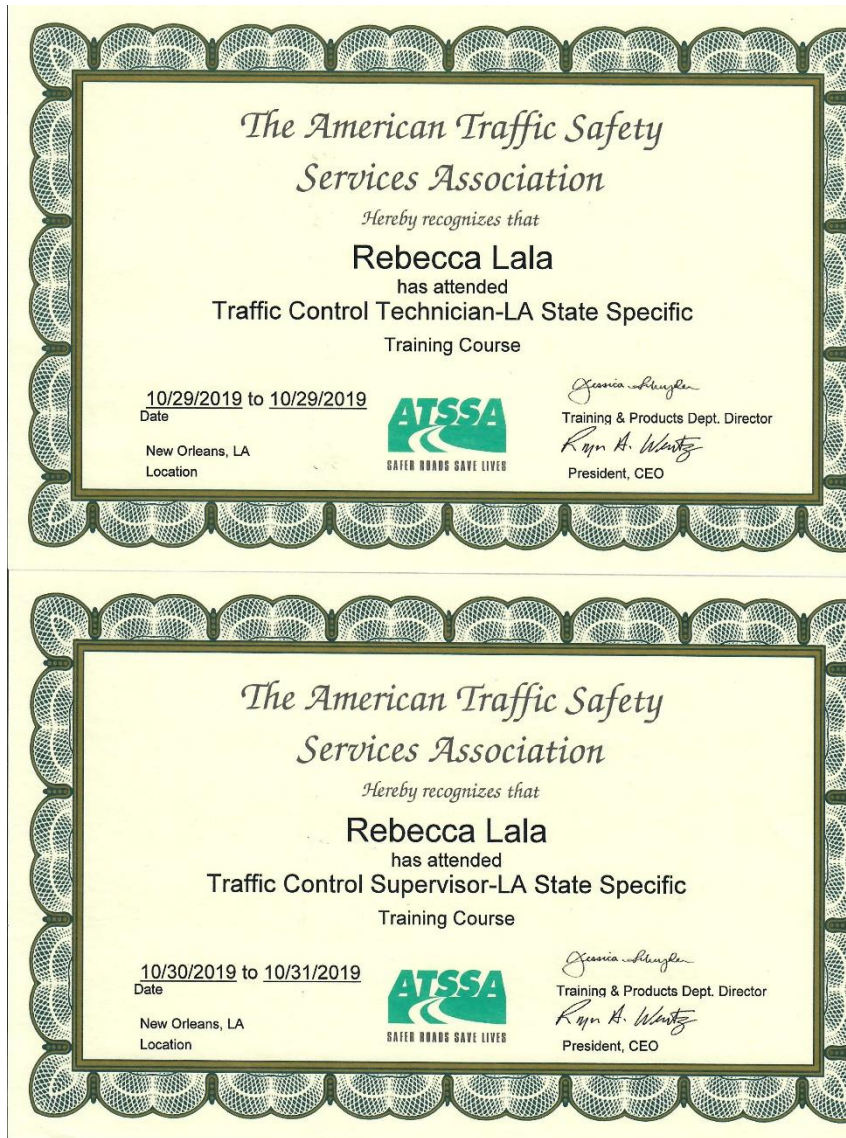 The American Traffic Safety
Services Association
Hereby recognizes that
Rebecca Lala
has attended
Traffic Control Technician-LA State Specific
Training Course
10/29/2019 to 10/29/2019
Date
New Orleans, LA
Location
ATSSA
SAFER ROADS SAVE LIVES
Jessica
Training & Products Dept. Director
A. Wentz
President, CEO
The American Traffic Safety
Services Association
Hereby recognizes that
Rebecca Lala
has attended
Traffic Control Supervisor-LA State Specific
Training Course
10/30/2019 to 10/31/2019
Date
New Orleans, LA
Location
ATSSA
SAFER ROADS SAVE LIVES
Jessica
Training & Products Dept. Director
A. Wentz
President, CEO